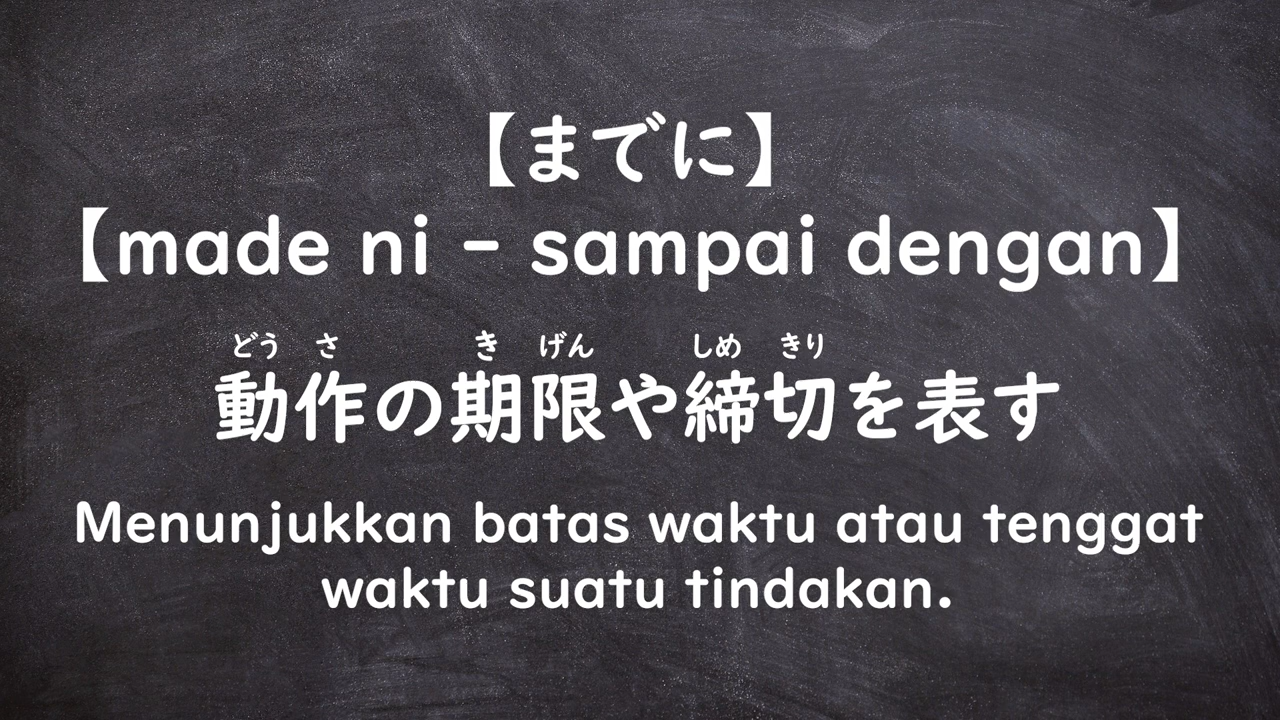 【までに】
【made ni - sampai dengan】
どう さ き げん しめ きり
動作の期限や締切を表す
Menunjukkan batas waktu atau tenggat
waktu suatu tindakan.